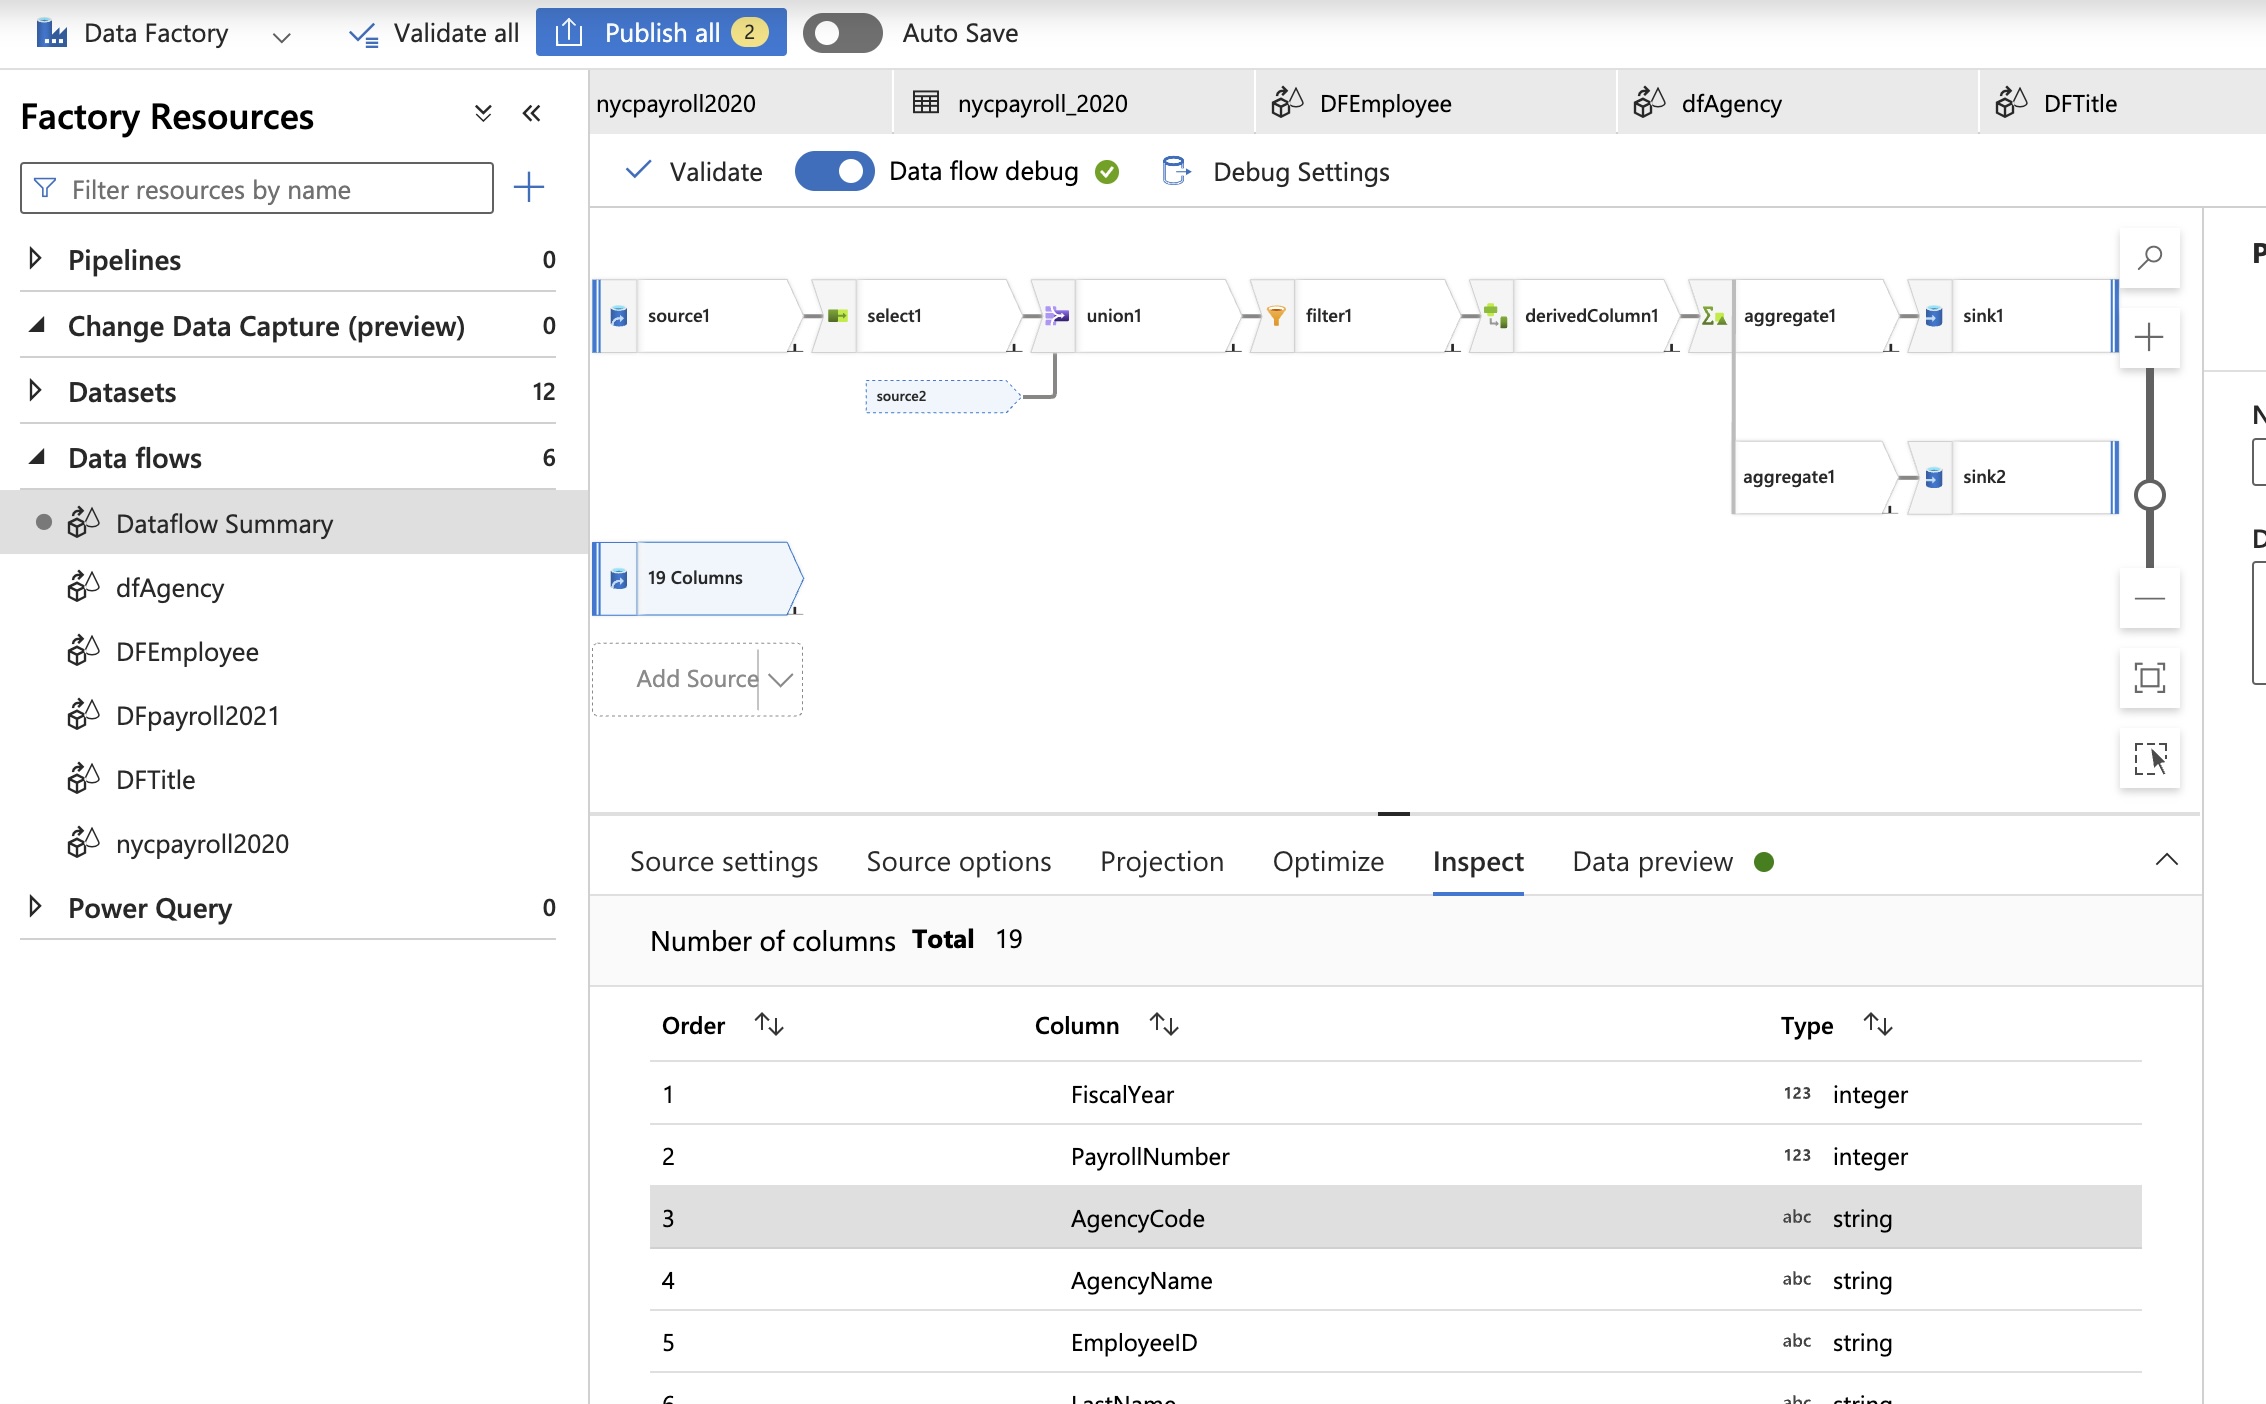 Data Factory
Validate all
Publish all 2
Auto Save
Factory Resources
Filter resources by name
Pipelines 0
Change Data Capture (preview) 0
Datasets 12
Data flows 6
Dataflow Summary
dfAgency
DFEmployee
DFpayroll2021
DFTitle
nycpayroll2020
Power Query 0
nycpayroll2020
nycpayroll_2020
DFEmployee
dfAgency
DFTitle
Validate
Data flow debug
Debug Settings
source1
select1
union1
filter1
derivedColumn1
aggregate1
sink1
source2
aggregate1
sink2
19 Columns
Add Source
Source settings
Source options
Projection
Optimize
Inspect
Data preview
Number of columns Total 19
Order Column Type
1 FiscalYear 123 integer
2 PayrollNumber 123 integer
3 AgencyCode abc string
4 AgencyName abc string
5 EmployeeID abc string
6 LastName abc string